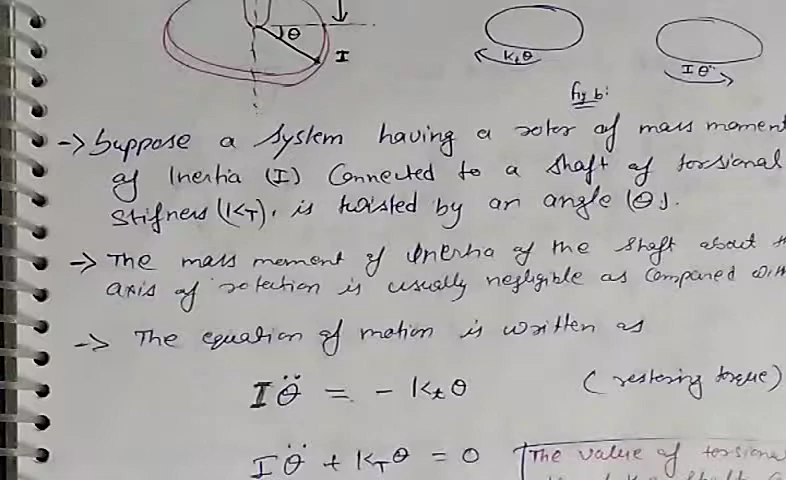 θ
I
Ktθ
Iθ̈
fig b:
-> Suppose a system having a rotor of mass moment
of Inertia (I) Connected to a shaft of torsional
Stifness (KT), is twisted by an angle (θ).
-> The mass moment of Inertia of the shaft about
axis of rotation is usually negligible as Compared with
-> The equation of motion is written as
Iθ̈ = - Ktθ (restoring torque)
Iθ̈ + KTθ = 0 The value of torsional